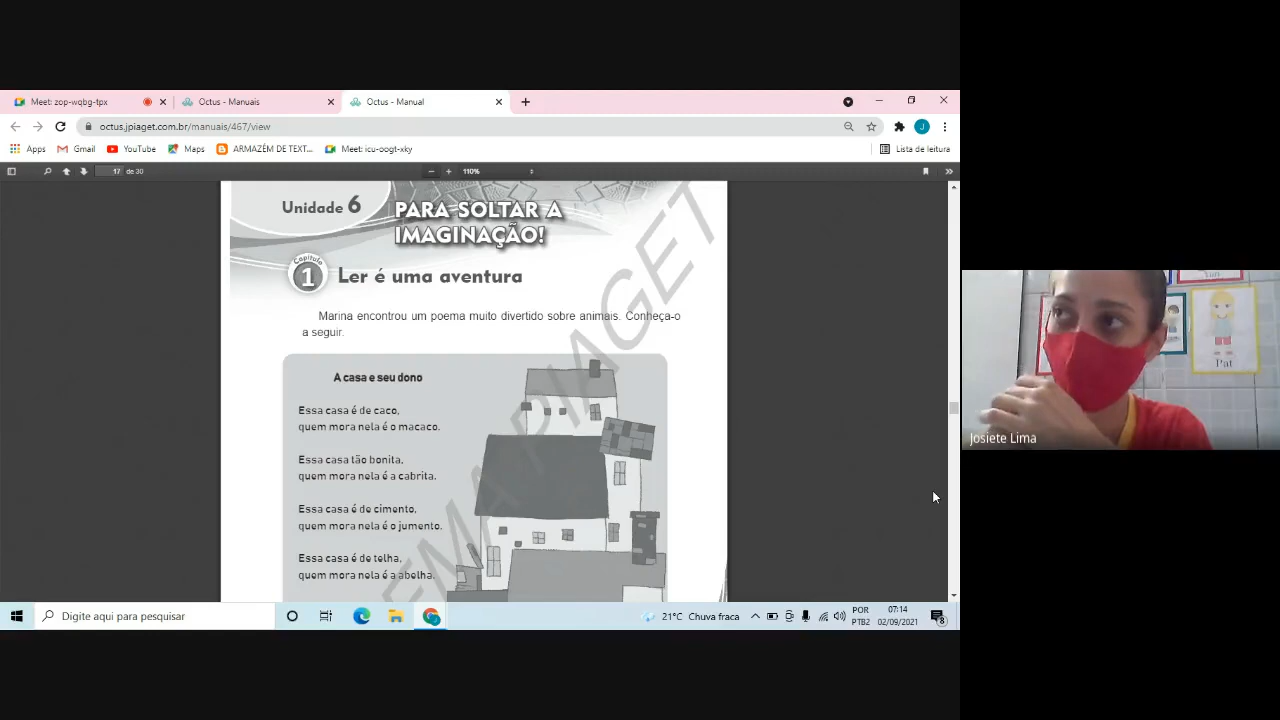 Meet: zop-wqbg-tpx
Octus - Manuais
Octus - Manual
octus.jpiaget.com.br/manuais/467/view
Apps
Gmail
YouTube
Maps
ARMAZÉM DE TEXT...
Meet: icu-oogt-xky
Lista de leitura
17 de 30
110%
Unidade 6
PARA SOLTAR A
IMAGINAÇÃO!
Capítulo
1
Ler é uma aventura
Marina encontrou um poema muito divertido sobre animais. Conheça-o
a seguir.
A casa e seu dono
Essa casa é de caco,
quem mora nela é o macaco.
Essa casa tão bonita,
quem mora nela é a cabrita.
Essa casa é de cimento,
quem mora nela é o jumento.
Essa casa é de telha,
quem mora nela é a abelha.
EMA PIAGET
Pat
Josiete Lima
Digite aqui para pesquisar
21°C Chuva fraca
POR
PTB2
07:14
02/09/2021
8
J